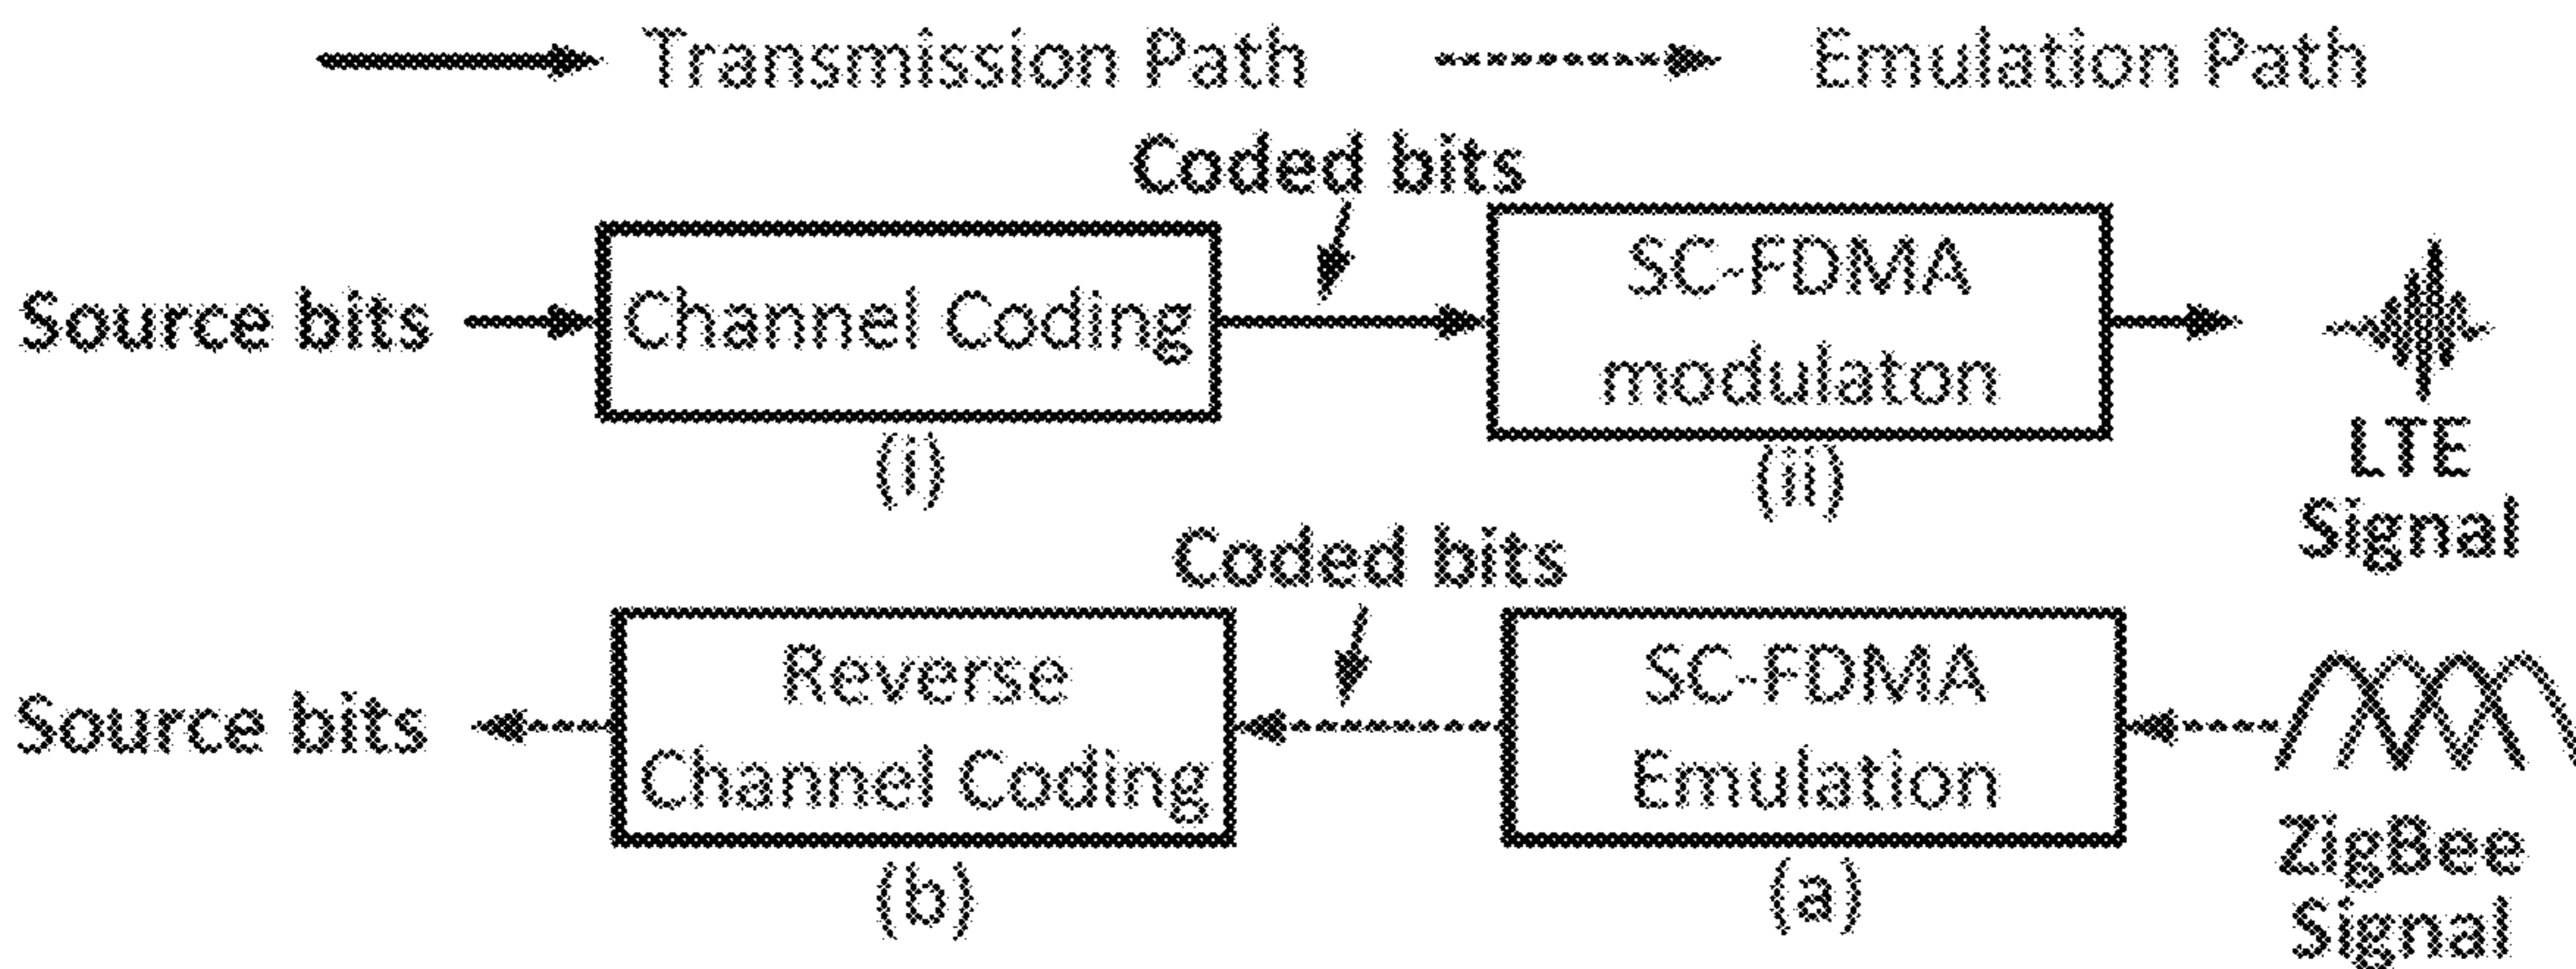 Transmission Path
Emulation Path
Coded bits
Source bits
Channel Coding
SC-FDMA
modulaton
(i)
(ii)
LTE
Signal
Coded bits
Source bits
Reverse
Channel Coding
SC-FDMA
Emulation
(b)
(a)
ZigBee
Signal